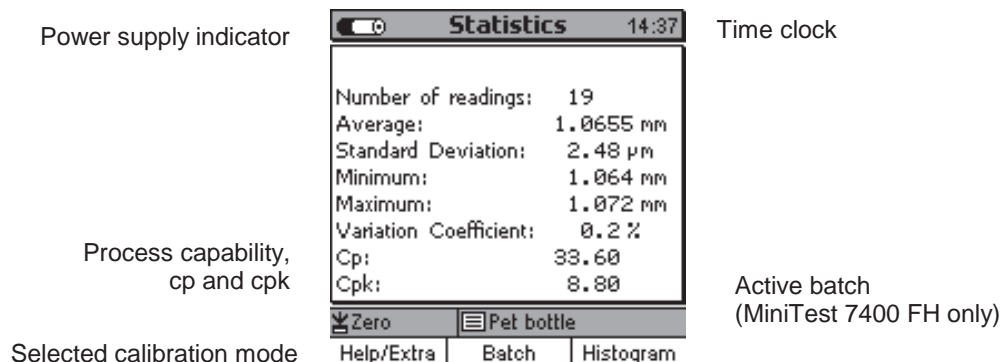 Power supply indicator
Statistics 14:37
Time clock
Number of readings: 19
Average: 1.0655 mm
Standard Deviation: 2.48 µm
Minimum: 1.064 mm
Maximum: 1.072 mm
Variation Coefficient: 0.2 %
Process capability,
cp and cpk
Cp: 33.60
Cpk: 8.80
Active batch
(MiniTest 7400 FH only)
Zero Pet bottle
Selected calibration mode
Help/Extra Batch Histogram